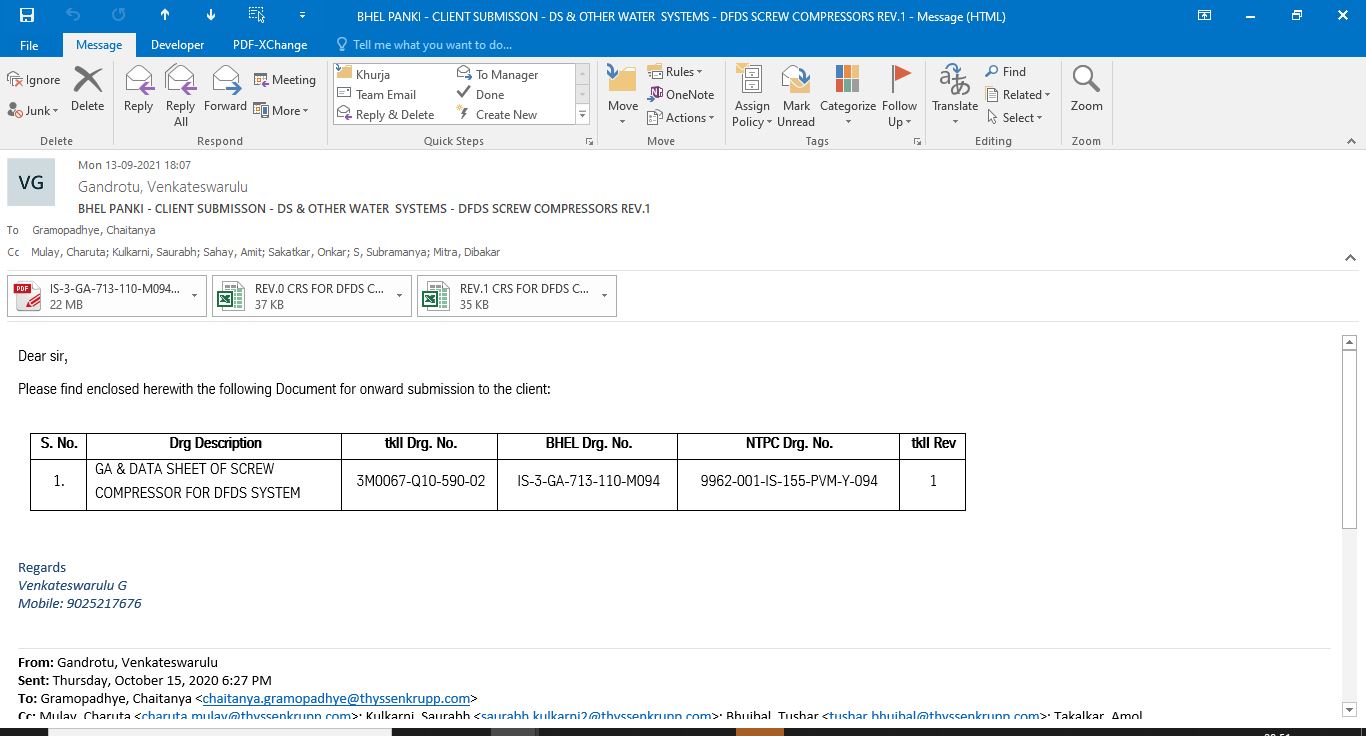 BHEL PANKI - CLIENT SUBMISSON - DS & OTHER WATER SYSTEMS - DFDS SCREW COMPRESSORS REV.1 - Message (HTML)
File Message Developer PDF-XChange Tell me what you want to do...
Ignore
Junk
Delete
Reply
Reply All
Forward
Meeting
More
Khurja
Team Email
Reply & Delete
To Manager
Done
Create New
Move
Rules
OneNote
Actions
Assign Policy
Mark Unread
Categorize
Follow Up
Translate
Find
Related
Select
Zoom
Delete Respond Quick Steps Move Tags Editing Zoom
VG
Mon 13-09-2021 18:07
Gandrotu, Venkateswarulu
BHEL PANKI - CLIENT SUBMISSON - DS & OTHER WATER SYSTEMS - DFDS SCREW COMPRESSORS REV.1
To Gramopadhye, Chaitanya
Cc Mulay, Charuta; Kulkarni, Saurabh; Sahay, Amit; Sakatkar, Onkar; S, Subramanya; Mitra, Dibakar
PDF
IS-3-GA-713-110-M094...
22 MB
REV.0 CRS FOR DFDS C...
37 KB
REV.1 CRS FOR DFDS C...
35 KB
Dear sir,
Please find enclosed herewith the following Document for onward submission to the client:
S. No. Drg Description tkII Drg. No. BHEL Drg. No. NTPC Drg. No. tkII Rev
1. GA & DATA SHEET OF SCREW COMPRESSOR FOR DFDS SYSTEM 3M0067-Q10-590-02 IS-3-GA-713-110-M094 9962-001-IS-155-PVM-Y-094 1
Regards
Venkateswarulu G
Mobile: 9025217676
From: Gandrotu, Venkateswarulu
Sent: Thursday, October 15, 2020 6:27 PM
To: Gramopadhye, Chaitanya <chaitanya.gramopadhye@thyssenkrupp.com>
Cc: Mulay, Charuta <charuta.mulay@thyssenkrupp.com>; Kulkarni, Saurabh <saurabh.kulkarni2@thyssenkrupp.com>; Bhujbal, Tushar <tushar.bhujbal@thyssenkrupp.com>; Takalkar, Amol